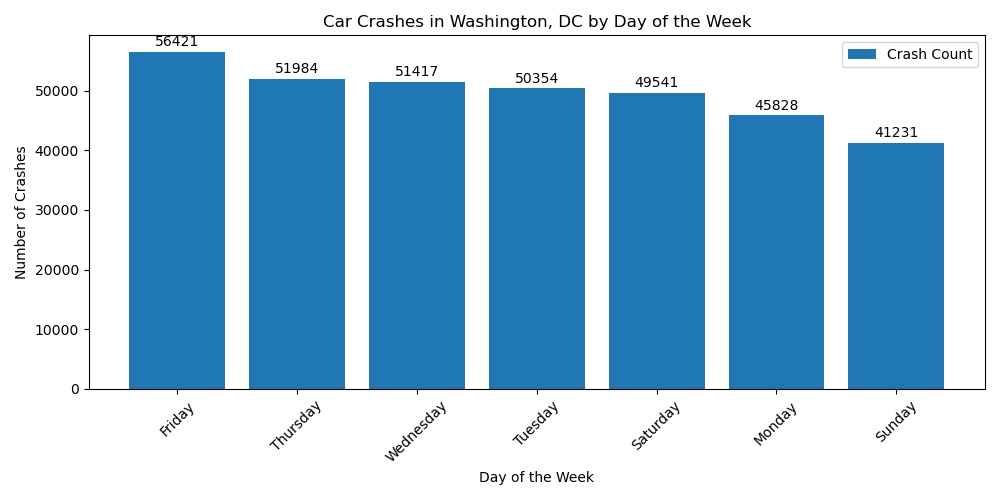 Car Crashes in Washington, DC by Day of the Week
Crash Count
56421
51984
51417
50354
49541
45828
41231
Number of Crashes
50000
40000
30000
20000
10000
0
Friday
Thursday
Wednesday
Tuesday
Saturday
Monday
Sunday
Day of the Week